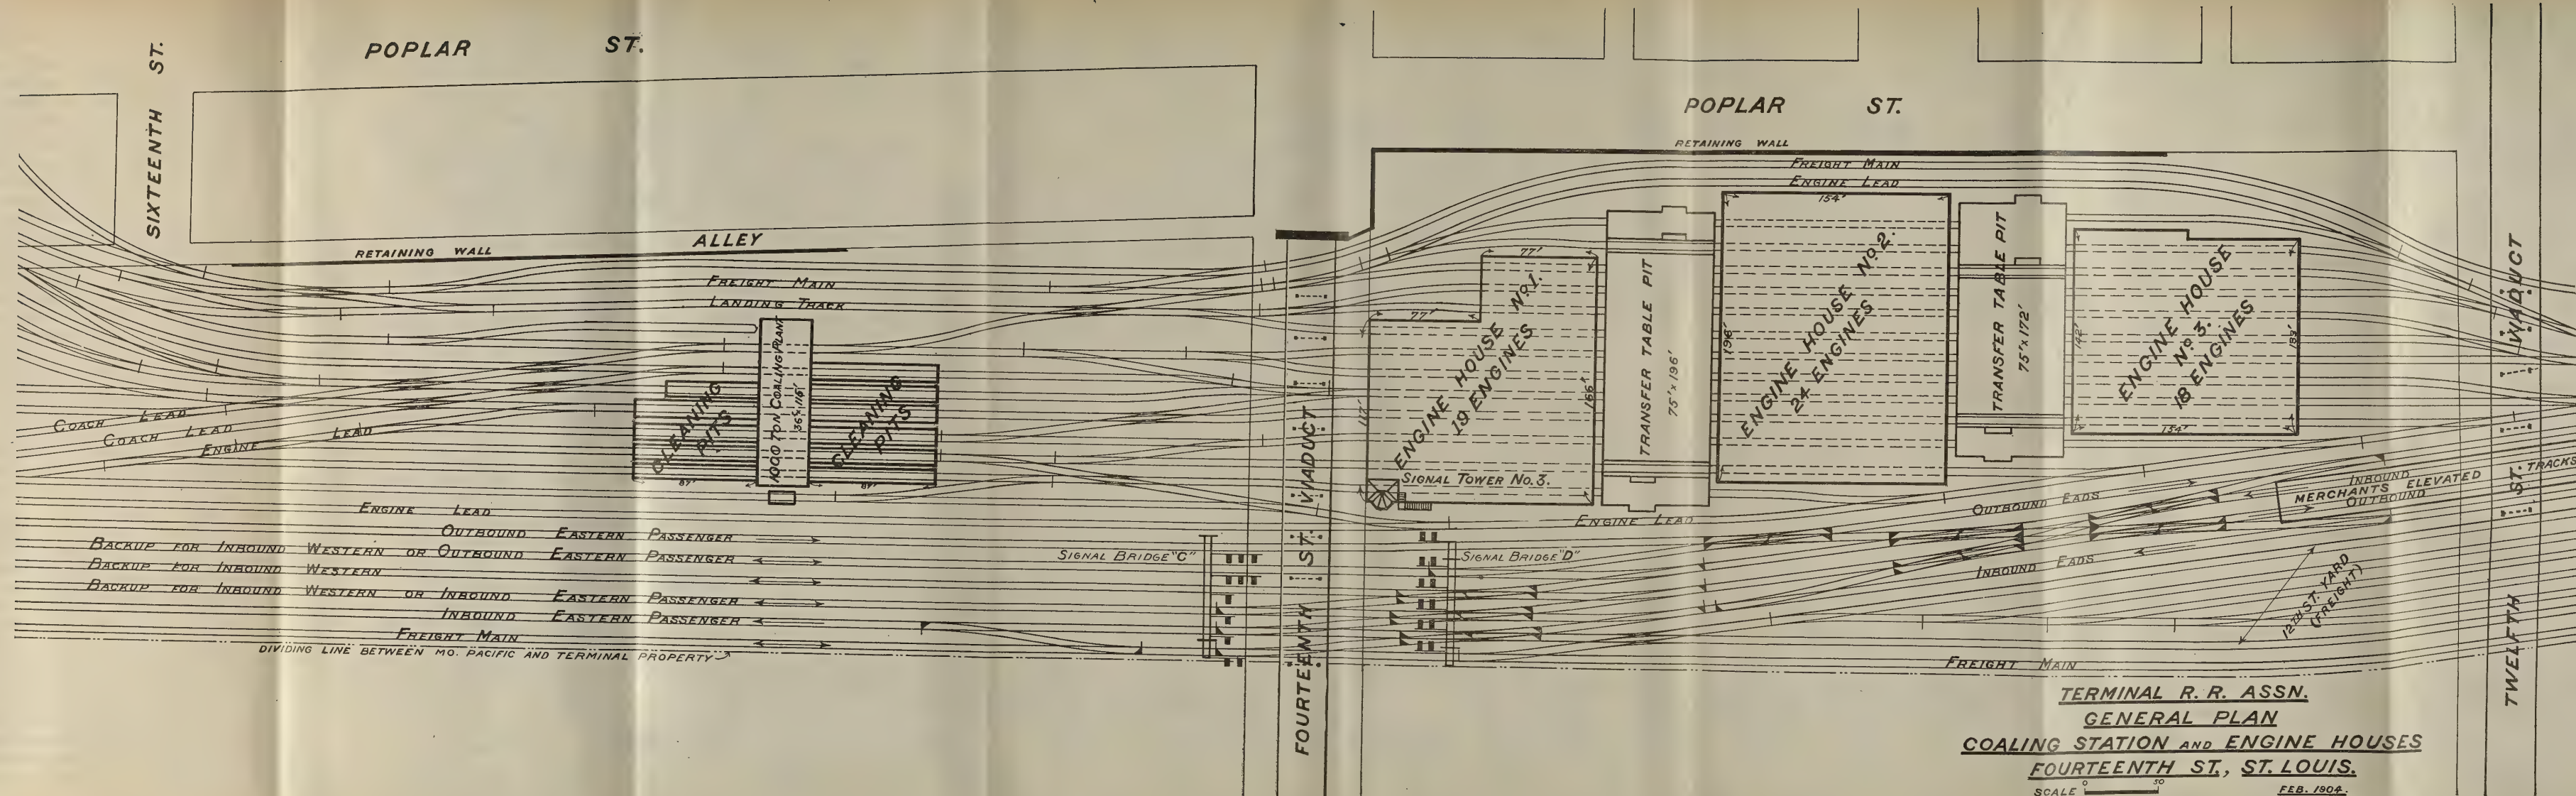 POPLAR ST.
SIXTEENTH ST.
POPLAR ST.
RETAINING WALL
FREIGHT MAIN
ENGINE LEAD
RETAINING WALL
ALLEY
FREIGHT MAIN
LANDING TRACK
1000 TON COALING PLANT
CLEANING PITS
87'
CLEANING PITS
87'
COACH LEAD
COACH LEAD
ENGINE LEAD
ENGINE LEAD
OUTBOUND EASTERN PASSENGER
BACKUP FOR INBOUND WESTERN OR OUTBOUND EASTERN PASSENGER
BACKUP FOR INBOUND WESTERN
BACKUP FOR INBOUND WESTERN OR INBOUND EASTERN PASSENGER
INBOUND EASTERN PASSENGER
FREIGHT MAIN
DIVIDING LINE BETWEEN MO. PACIFIC AND TERMINAL PROPERTY
SIGNAL BRIDGE "C"
FOURTEENTH ST. VIADUCT
77'
77'
117'
166'
ENGINE HOUSE No. 1.
19 ENGINES
SIGNAL TOWER No. 3.
SIGNAL BRIDGE "D"
TRANSFER TABLE PIT
75' x 196'
154'
196'
ENGINE HOUSE No. 2.
24 ENGINES
TRANSFER TABLE PIT
75' x 172'
142'
154'
ENGINE HOUSE
No. 3.
18 ENGINES
ENGINE LEAD
OUTBOUND EADS
INBOUND EADS
INBOUND
MERCHANTS ELEVATED TRACKS
OUTBOUND
12TH ST. YARD
(FREIGHT)
FREIGHT MAIN
TWELFTH ST. VIADUCT
TERMINAL R. R. ASSN.
GENERAL PLAN
COALING STATION AND ENGINE HOUSES
FOURTEENTH ST., ST. LOUIS.
SCALE 0 50
FEB. 1904.